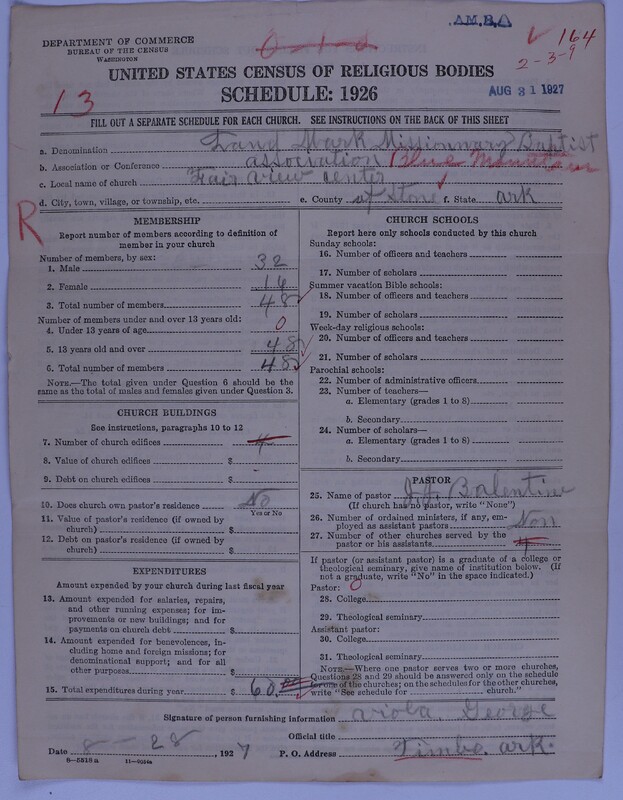 A.M.B.A
DEPARTMENT OF COMMERCE
BUREAU OF THE CENSUS
WASHINGTON
0-1-2
164
2-3-9
UNITED STATES CENSUS OF RELIGIOUS BODIES
SCHEDULE: 1926
AUG 31 1927
13
FILL OUT A SEPARATE SCHEDULE FOR EACH CHURCH. SEE INSTRUCTIONS ON THE BACK OF THIS SHEET
a. Denomination Land Mark Missionary Baptist
b. Association or Conference association Blue Mountain
c. Local name of church Fair view center
d. City, town, village, or township, etc. e. County of Stone f. State ark
R
MEMBERSHIP
Report number of members according to definition of member in your church
Number of members, by sex:
1. Male 32
2. Female 16
3. Total number of members 48
Number of members under and over 13 years old:
4. Under 13 years of age 0
5. 13 years old and over 48
6. Total number of members 48
NOTE.—The total given under Question 6 should be the
same as the total of males and females given under Question 3.
CHURCH BUILDINGS
See instructions, paragraphs 10 to 12
7. Number of church edifices
8. Value of church edifices $
9. Debt on church edifices $
10. Does church own pastor's residence No
Yes or No
11. Value of pastor's residence (if owned by
church) $
12. Debt on pastor's residence (if owned by
church) $
EXPENDITURES
Amount expended by your church during last fiscal year
13. Amount expended for salaries, repairs,
and other running expenses; for im-
provements or new buildings; and for
payments on church debt $
14. Amount expended for benevolences, in-
cluding home and foreign missions; for
denominational support; and for all
other purposes $
15. Total expenditures during year $ 60.00
CHURCH SCHOOLS
Report here only schools conducted by this church
Sunday schools:
16. Number of officers and teachers
17. Number of scholars
Summer vacation Bible schools:
18. Number of officers and teachers
19. Number of scholars
Week-day religious schools:
20. Number of officers and teachers
21. Number of scholars
Parochial schools:
22. Number of administrative officers
23. Number of teachers—
a. Elementary (grades 1 to 8)
b. Secondary
24. Number of scholars—
a. Elementary (grades 1 to 8)
b. Secondary
PASTOR
25. Name of pastor J.J. Balentine
(If church has no pastor, write "None")
26. Number of ordained ministers, if any, em-
ployed as assistant pastors Non
27. Number of other churches served by the
pastor or his assistants
If pastor (or assistant pastor) is a graduate of a college or
theological seminary, give name of institution below. (If
not a graduate, write "No" in the space indicated.)
Pastor: 0
28. College
29. Theological seminary
Assistant pastor:
30. College
31. Theological seminary
NOTE.—Where one pastor serves two or more churches,
Questions 28 and 29 should be answered only on the schedule
for one of the churches; on the schedules for the other churches,
write "See schedule for church."
Signature of person furnishing information Viola George
Official title
Date 8-28 1927 P. O. Address Timbo ark.
8-5518 a 11-9034a